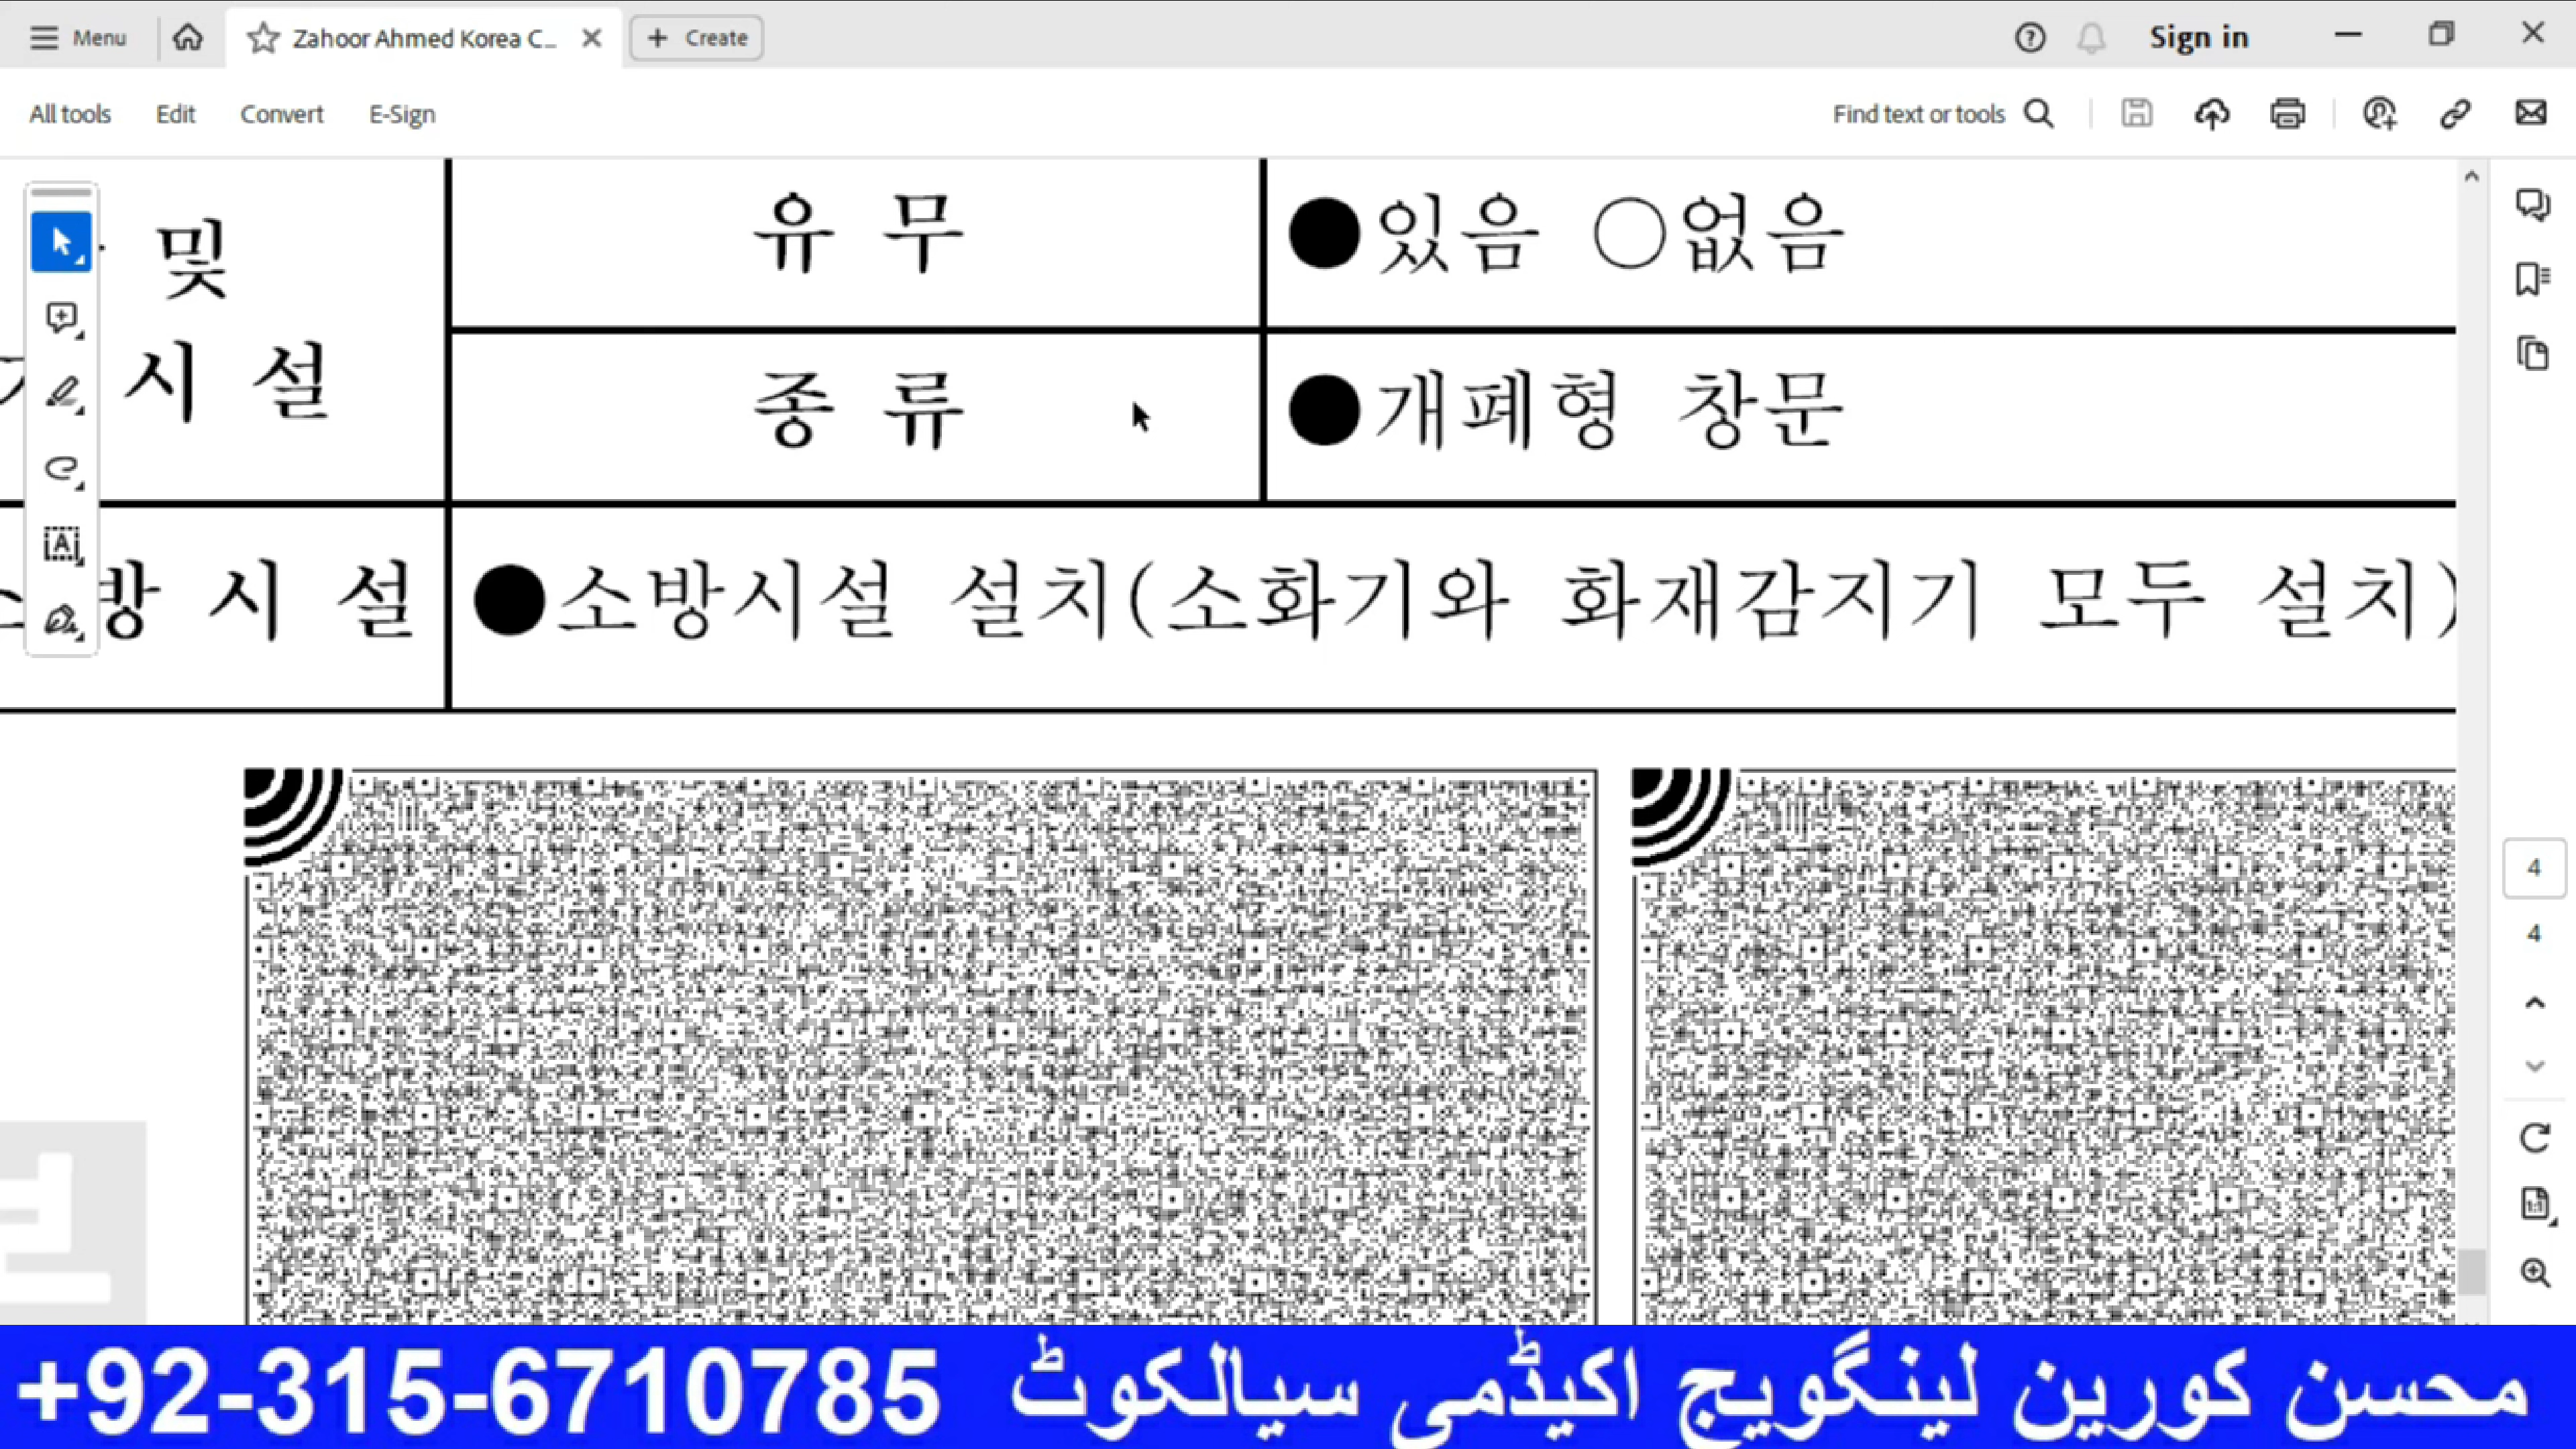 Menu Zahoor Ahmed Korea C... Create Sign in
All tools Edit Convert E-Sign Find text or tools
및 유 무 ●있음 ○없음
시 설 종 류 ●개폐형 창문
방 시 설 ●소방시설 설치(소화기와 화재감지기 모두 설치)
4
4
+92-315-6710785 محسن کورین لینگویج اکیڈمی سیالکوٹ